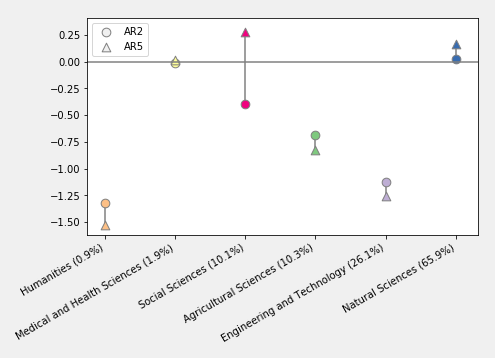 AR2
AR5
0.25
0.00
−0.25
−0.50
−0.75
−1.00
−1.25
−1.50
Humanities (0.9%)
Medical and Health Sciences (1.9%)
Social Sciences (10.1%)
Agricultural Sciences (10.3%)
Engineering and Technology (26.1%)
Natural Sciences (65.9%)